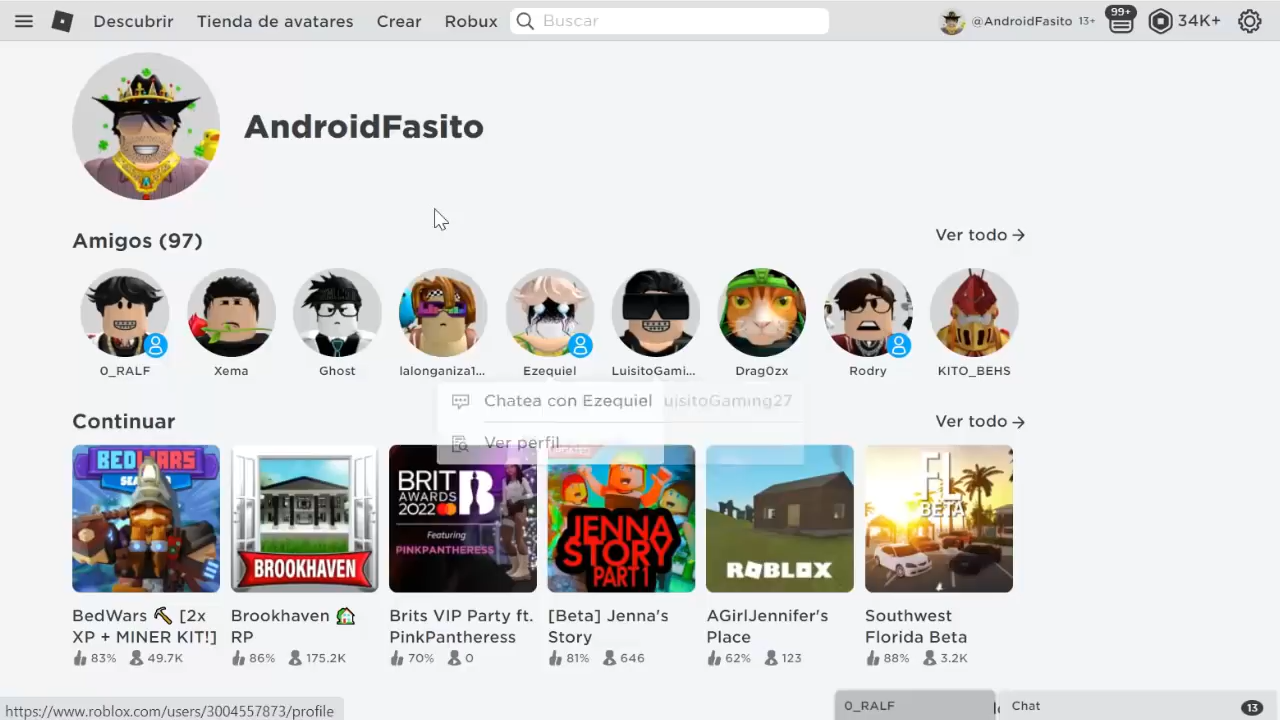 Descubrir Tienda de avatares Crear Robux Buscar @AndroidFasito 13+ 99+ 34K+
AndroidFasito
Amigos (97) Ver todo →
0_RALF Xema Ghost lalonganiza1... Ezequiel LuisitoGami... Drag0zx Rodry KITO_BEHS
Chatea con Ezequiel uisitoGaming27
Ver perfil
Continuar Ver todo →
BEDWARS
BRIT
AWARDS
2022
Featuring
PINKPANTHERESS
BROOKHAVEN
JENNA
STORY
PART 1
ROBLOX
FL
BETA
BedWars ⛏️ [2x
XP + MINER KIT!]
83% 49.7K
Brookhaven 🏡
RP
86% 175.2K
Brits VIP Party ft.
PinkPantheress
70% 0
[Beta] Jenna's
Story
81% 646
AGirlJennifer's
Place
62% 123
Southwest
Florida Beta
88% 3.2K
https://www.roblox.com/users/3004557873/profile
0_RALF Chat 13